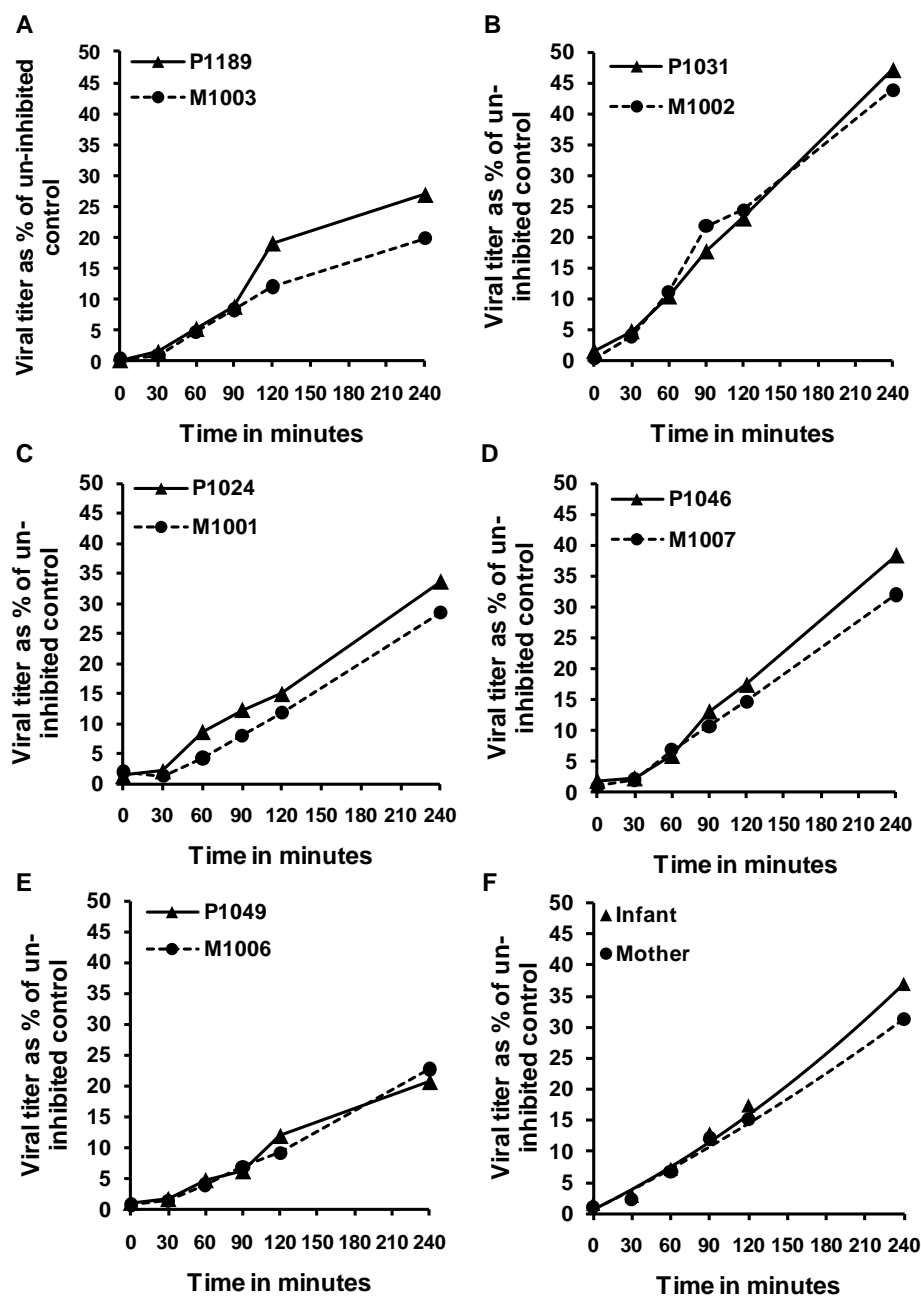 A
Viral titer as % of un-inhibited
control
P1189
M1003
50
45
40
35
30
25
20
15
10
5
0
0 30 60 90 120 150 180 210 240
Time in minutes
B
Viral titer as % of un-
inhibited control
P1031
M1002
50
45
40
35
30
25
20
15
10
5
0
0 30 60 90 120 150 180 210 240
Time in minutes
C
Viral titer as % of un-
inhibited control
P1024
M1001
50
45
40
35
30
25
20
15
10
5
0
0 30 60 90 120 150 180 210 240
Time in minutes
D
Viral titer as % of un-
inhibited control
P1046
M1007
50
45
40
35
30
25
20
15
10
5
0
0 30 60 90 120 150 180 210 240
Time in minutes
E
Viral titer as % of un-
inhibited control
P1049
M1006
50
45
40
35
30
25
20
15
10
5
0
0 30 60 90 120 150 180 210 240
Time in minutes
F
Viral titer as % of un-
inhibited control
Infant
Mother
50
45
40
35
30
25
20
15
10
5
0
0 30 60 90 120 150 180 210 240
Time in minutes